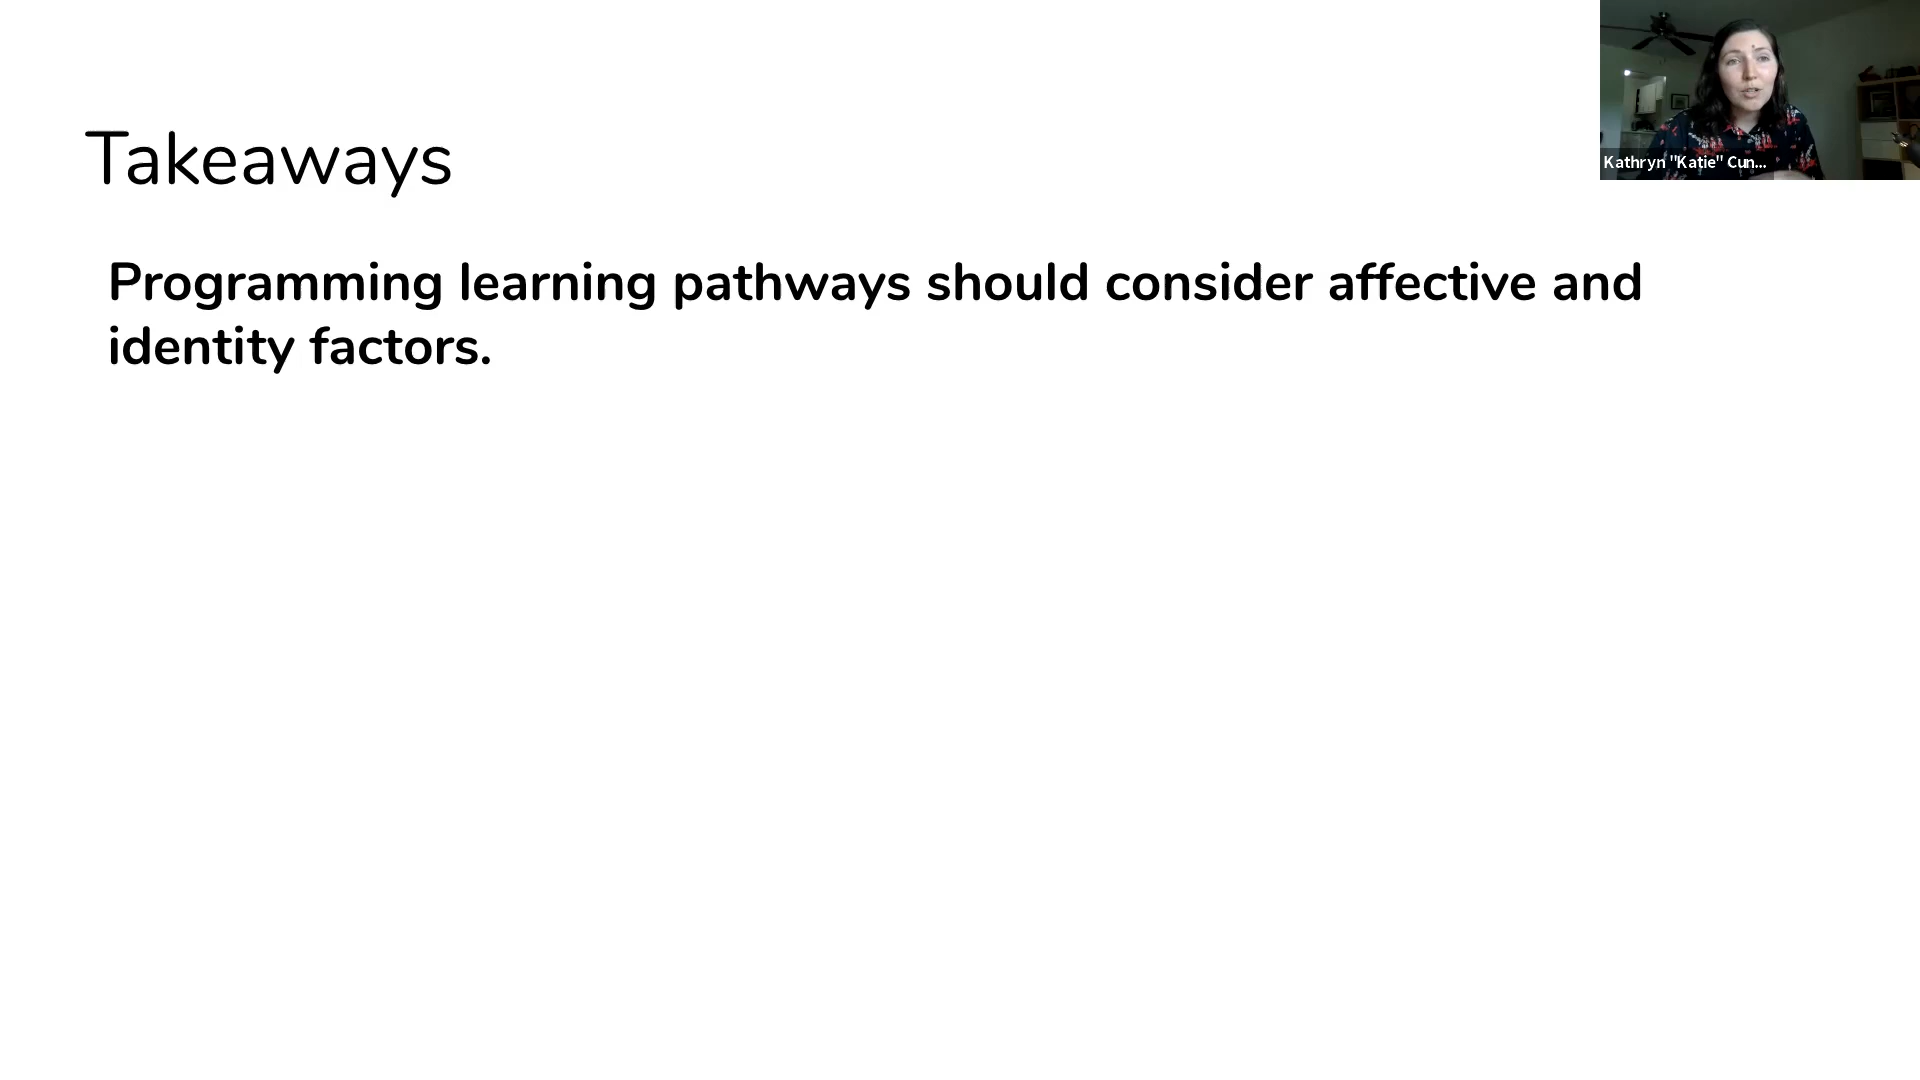 Takeaways
Programming learning pathways should consider affective and
identity factors.
Kathryn "Katie" Cun...